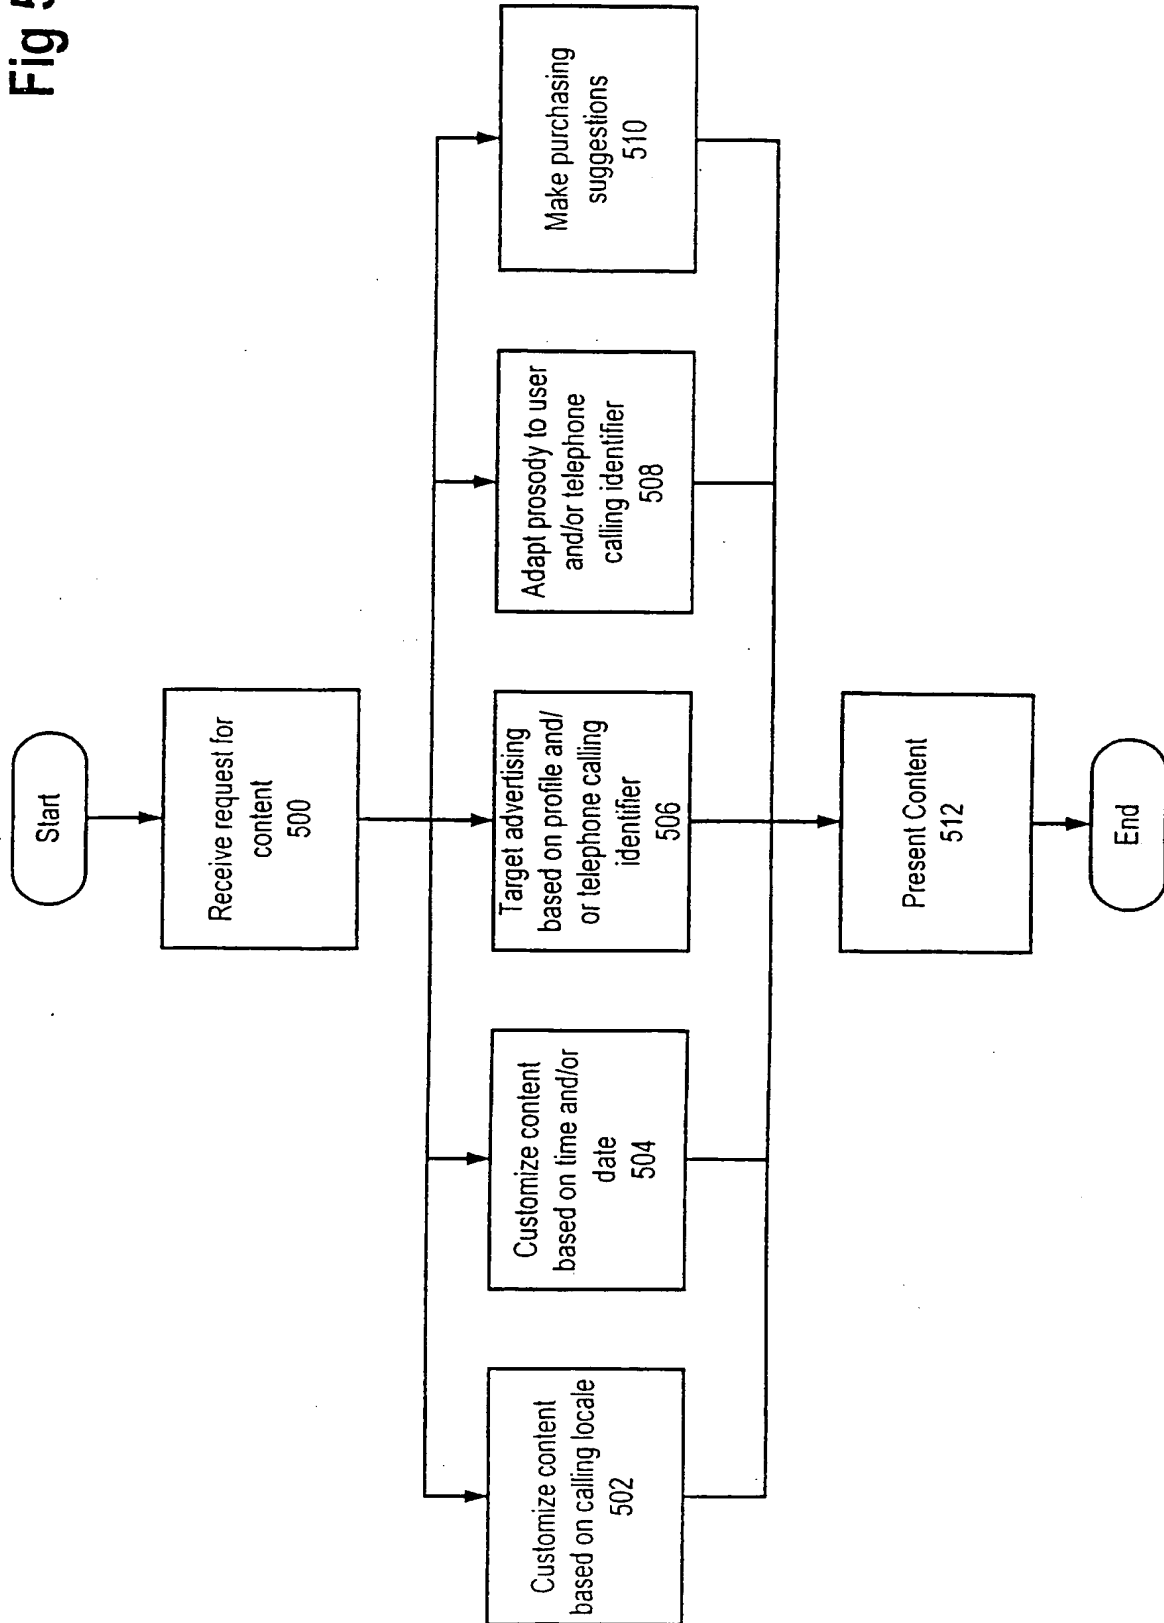 Fig 5
Start
Receive request for
content
500
Customize content
based on calling locale
502
Customize content
based on time and/or
date
504
Target advertising
based on profile and/
or telephone calling
identifier
506
Adapt prosody to user
and/or telephone
calling identifier
508
Make purchasing
suggestions
510
Present Content
512
End